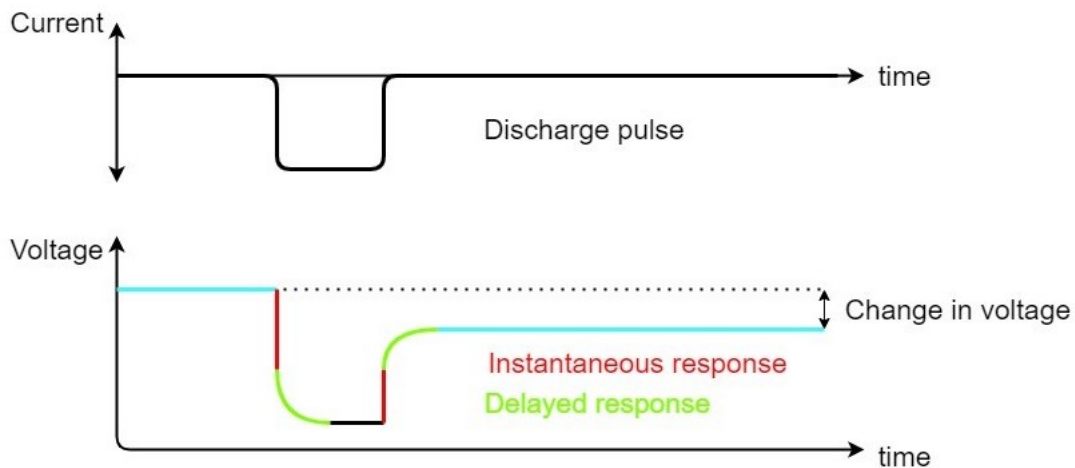 Current
time
Discharge pulse
Voltage
Change in voltage
Instantaneous response
Delayed response
time